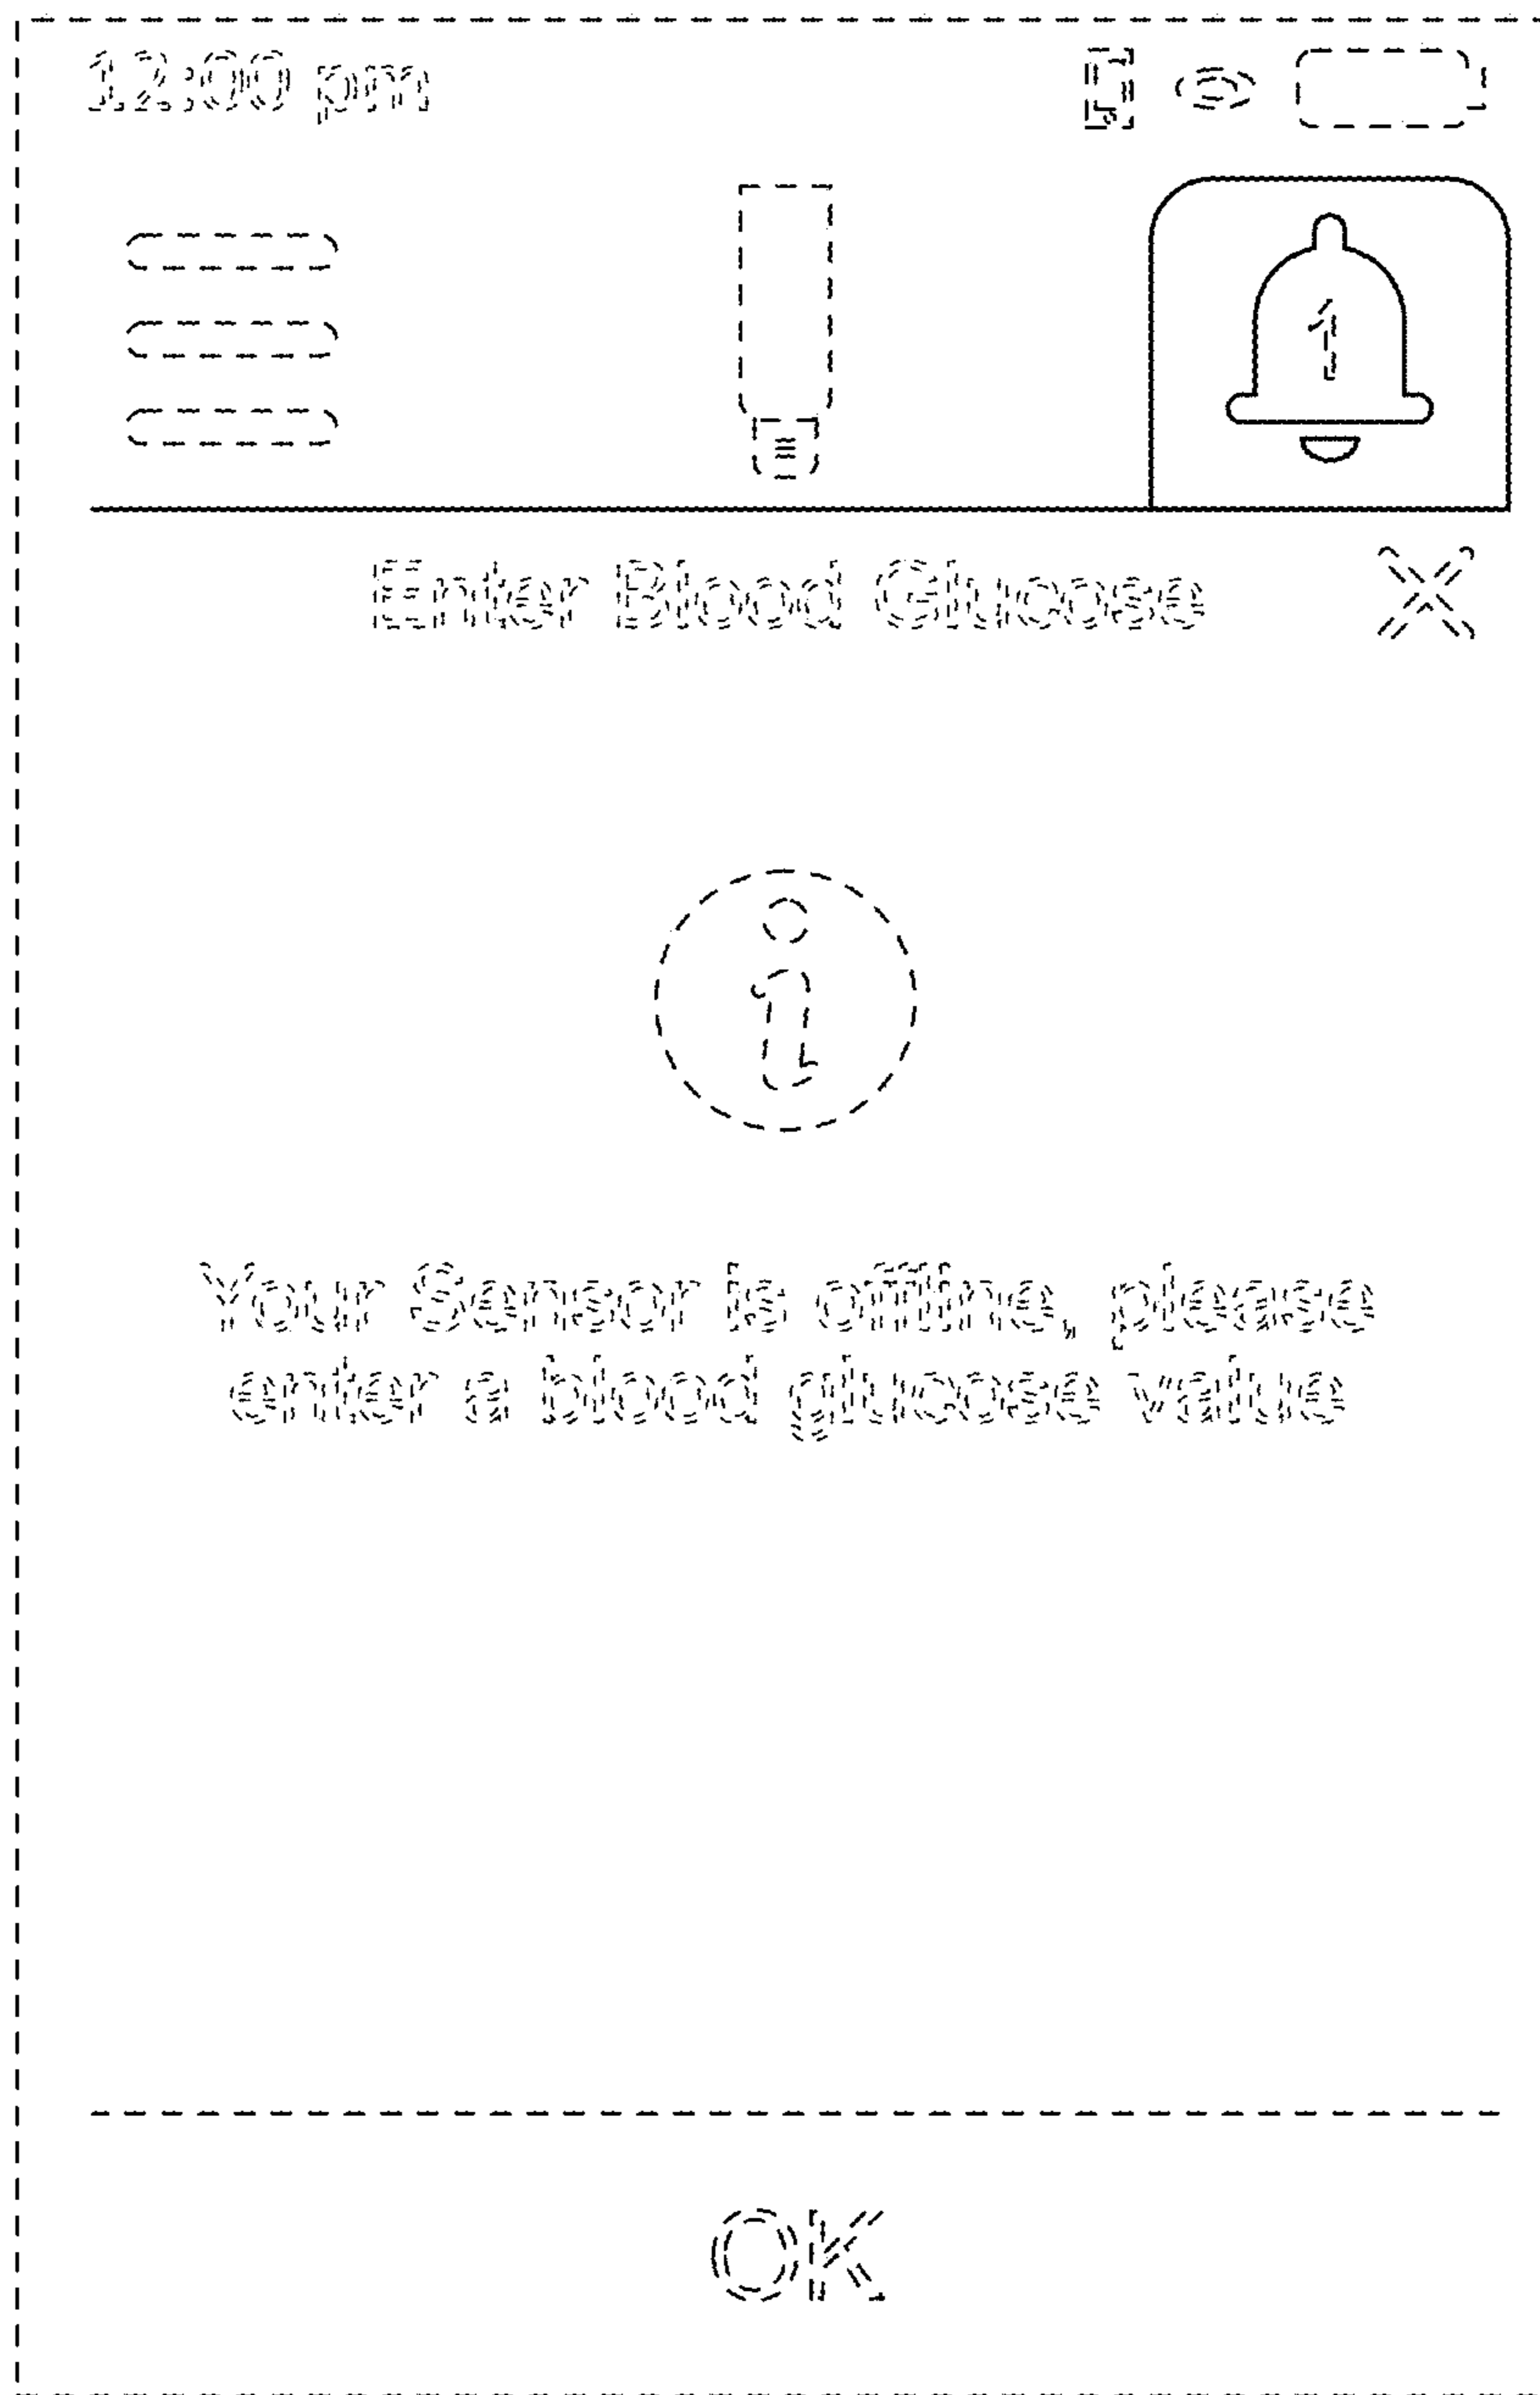 12:00 pm
1
Enter Blood Glucose
Your Sensor is offline, please
enter a blood glucose value
OK